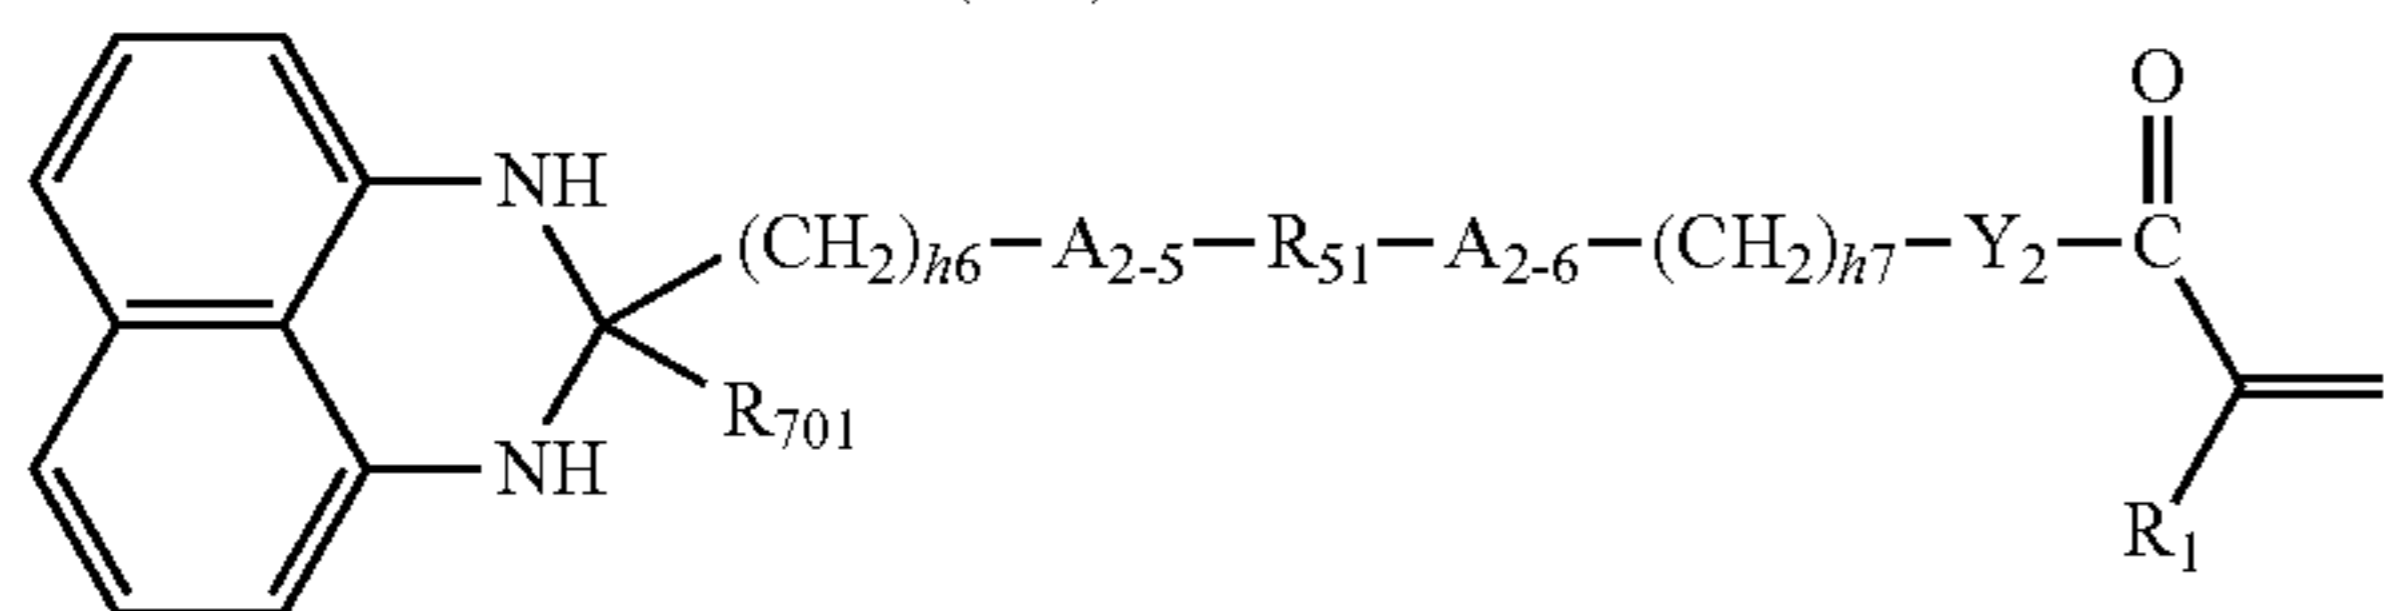 O
NH
(CH2)h6—A2-5—R51—A2-6—(CH2)h7—Y2—C
R701
NH
R1